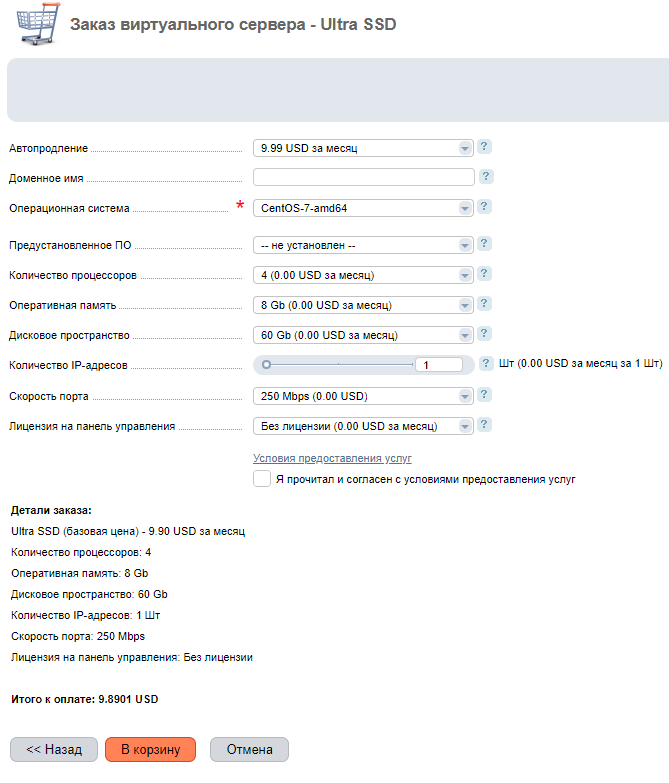 Заказ виртуального сервера - Ultra SSD
Автопродление 9.99 USD за месяц ?
Доменное имя ?
Операционная система * CentOS-7-amd64 ?
Предустановленное ПО -- не установлен -- ?
Количество процессоров 4 (0.00 USD за месяц) ?
Оперативная память 8 Gb (0.00 USD за месяц) ?
Дисковое пространство 60 Gb (0.00 USD за месяц) ?
Количество IP-адресов 1 ? Шт (0.00 USD за месяц за 1 Шт)
Скорость порта 250 Mbps (0.00 USD) ?
Лицензия на панель управления Без лицензии (0.00 USD за месяц) ?
Условия предоставления услуг
Я прочитал и согласен с условиями предоставления услуг
Детали заказа:
Ultra SSD (базовая цена) - 9.90 USD за месяц
Количество процессоров: 4
Оперативная память: 8 Gb
Дисковое пространство: 60 Gb
Количество IP-адресов: 1 Шт
Скорость порта: 250 Mbps
Лицензия на панель управления: Без лицензии
Итого к оплате: 9.8901 USD
<< Назад В корзину Отмена